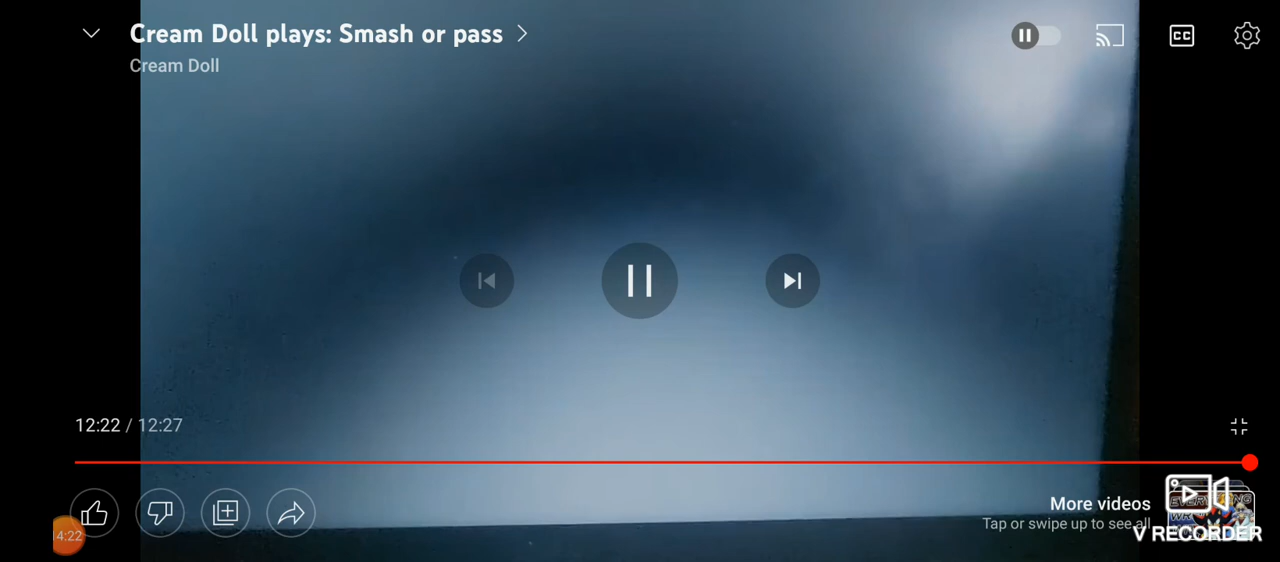 Cream Doll plays: Smash or pass
Cream Doll
CC
12:22 / 12:27
More videos
Tap or swipe up to see all
4:22
V RECORDER